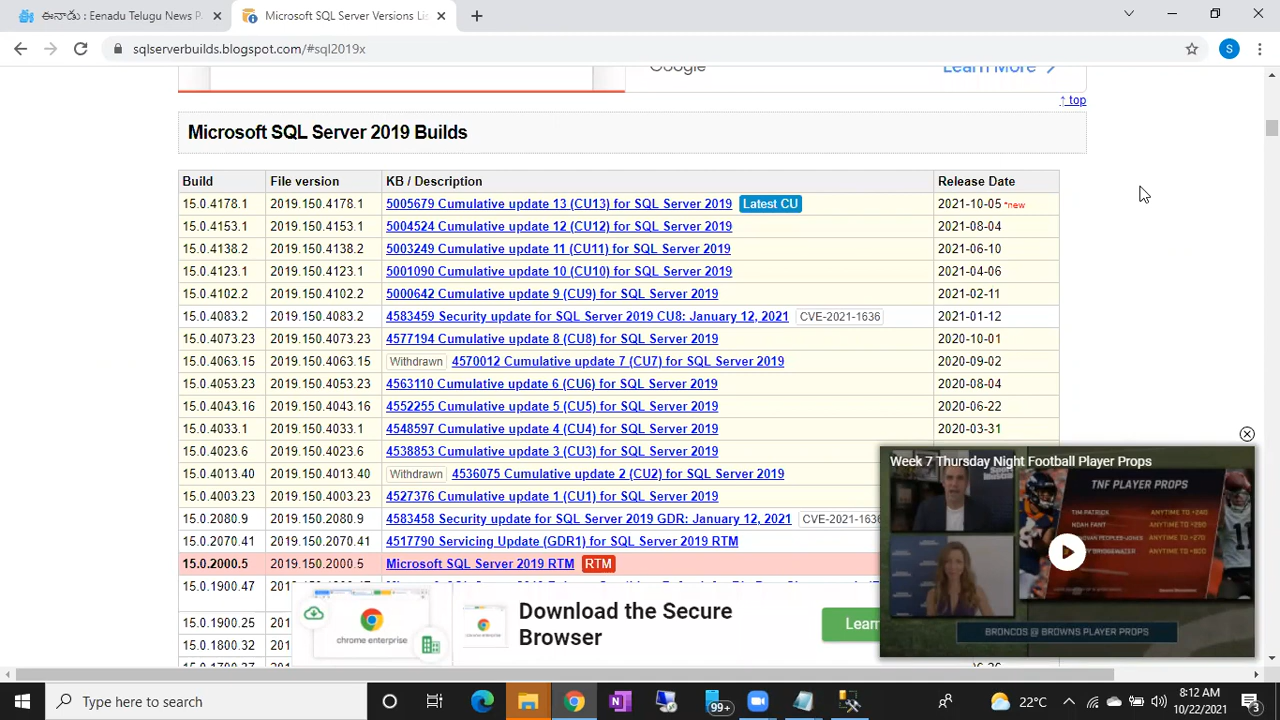 ఈనాడు : Eenadu Telugu News P
Microsoft SQL Server Versions Lis
sqlserverbuilds.blogspot.com/#sql2019x
S
Google
Learn More
↑ top
Microsoft SQL Server 2019 Builds
Build File version KB / Description Release Date
15.0.4178.1 2019.150.4178.1 5005679 Cumulative update 13 (CU13) for SQL Server 2019 Latest CU 2021-10-05 *new
15.0.4153.1 2019.150.4153.1 5004524 Cumulative update 12 (CU12) for SQL Server 2019 2021-08-04
15.0.4138.2 2019.150.4138.2 5003249 Cumulative update 11 (CU11) for SQL Server 2019 2021-06-10
15.0.4123.1 2019.150.4123.1 5001090 Cumulative update 10 (CU10) for SQL Server 2019 2021-04-06
15.0.4102.2 2019.150.4102.2 5000642 Cumulative update 9 (CU9) for SQL Server 2019 2021-02-11
15.0.4083.2 2019.150.4083.2 4583459 Security update for SQL Server 2019 CU8: January 12, 2021 CVE-2021-1636 2021-01-12
15.0.4073.23 2019.150.4073.23 4577194 Cumulative update 8 (CU8) for SQL Server 2019 2020-10-01
15.0.4063.15 2019.150.4063.15 Withdrawn 4570012 Cumulative update 7 (CU7) for SQL Server 2019 2020-09-02
15.0.4053.23 2019.150.4053.23 4563110 Cumulative update 6 (CU6) for SQL Server 2019 2020-08-04
15.0.4043.16 2019.150.4043.16 4552255 Cumulative update 5 (CU5) for SQL Server 2019 2020-06-22
15.0.4033.1 2019.150.4033.1 4548597 Cumulative update 4 (CU4) for SQL Server 2019 2020-03-31
15.0.4023.6 2019.150.4023.6 4538853 Cumulative update 3 (CU3) for SQL Server 2019
15.0.4013.40 2019.150.4013.40 Withdrawn 4536075 Cumulative update 2 (CU2) for SQL Server 2019
15.0.4003.23 2019.150.4003.23 4527376 Cumulative update 1 (CU1) for SQL Server 2019
15.0.2080.9 2019.150.2080.9 4583458 Security update for SQL Server 2019 GDR: January 12, 2021 CVE-2021-1636
15.0.2070.41 2019.150.2070.41 4517790 Servicing Update (GDR1) for SQL Server 2019 RTM
15.0.2000.5 2019.150.2000.5 Microsoft SQL Server 2019 RTM RTM
15.0.1900.47
15.0.1900.25 201
15.0.1800.32 201
Week 7 Thursday Night Football Player Props
TNF PLAYER PROPS
TIM PATRICK ANYTIME TO +240
NOAH FANT
BRONCOS @ BROWNS PLAYER PROPS
chrome enterprise
Download the Secure
Browser
Learn
Type here to search
99+
22°C
8:12 AM
10/22/2021
3